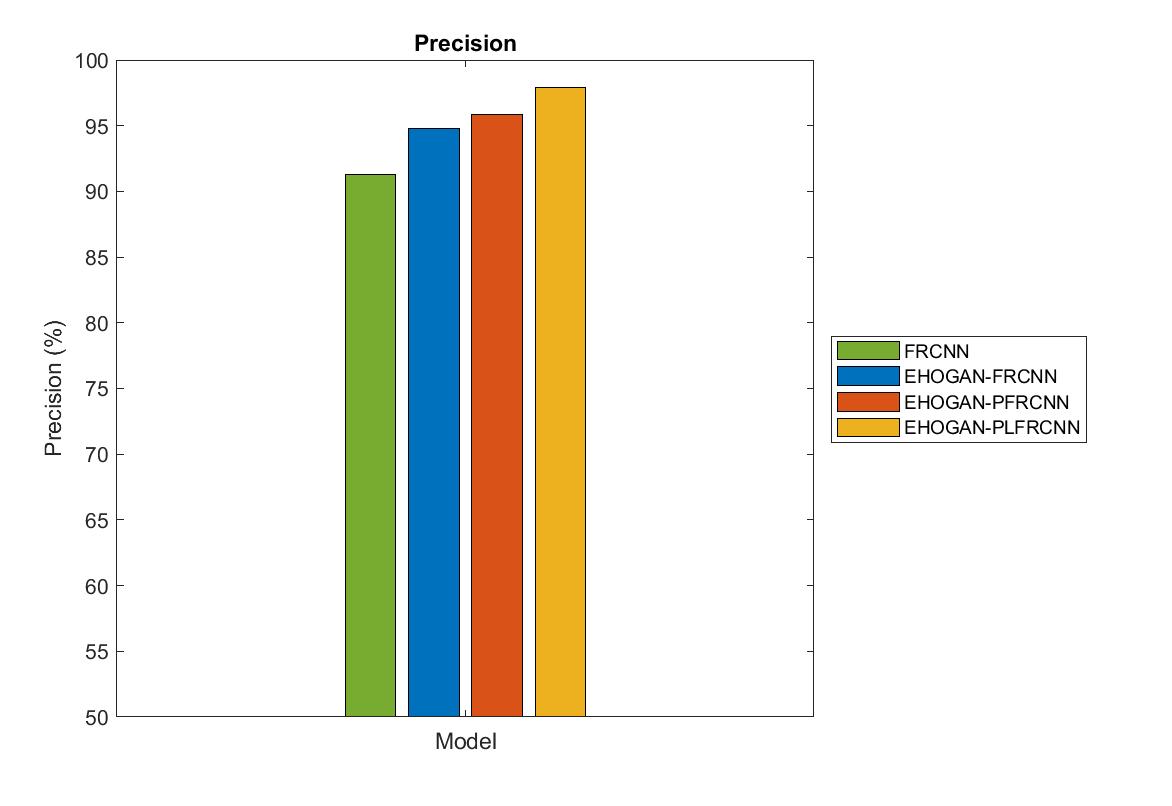 Precision
100
95
90
85
80
75
70
65
60
55
50
Precision (%)
Model
FRCNN
EHOGAN-FRCNN
EHOGAN-PFRCNN
EHOGAN-PLFRCNN